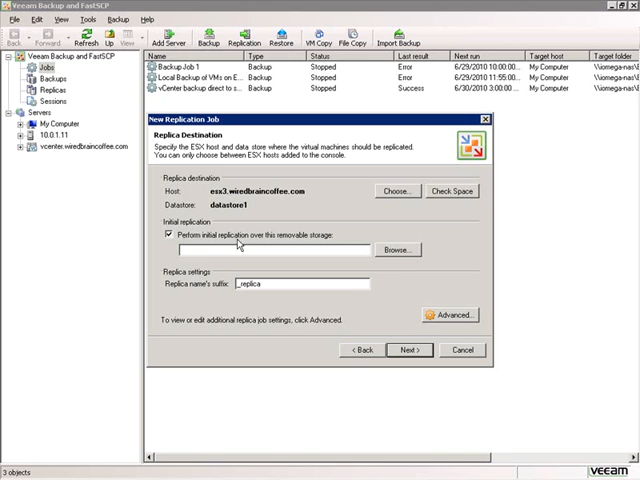 Veeam Backup and FastSCP
File Edit View Tools Backup Help
Back Forward Refresh Up View Add Server Backup Replication Restore VM Copy File Copy Import Backup
Veeam Backup and FastSCP
Jobs
Backups
Replicas
Sessions
Servers
My Computer
10.0.1.11
vcenter.wiredbraincoffee.com
Name Type Status Last result Next run Target host Target folder
Backup Job 1 Backup Stopped Error 6/29/2010 10:00:00... My Computer \\iomega-nas\
Local Backup of VMs on E... Backup Stopped Error 6/29/2010 11:55:00... My Computer \\iomega-nas\
vCenter backup direct to s... Backup Stopped Success 6/30/2010 3:00:00... My Computer \\iomega-nas\
New Replication Job
Replica Destination
Specify the ESX host and data store where the virtual machines should be replicated.
You can only choose between ESX hosts added to the console.
Replica destination
Host: esx3.wiredbraincoffee.com Choose... Check Space
Datastore: datastore1
Initial replication
Perform initial replication over this removable storage:
Browse...
Replica settings
Replica name's suffix: _replica
To view or edit additional replica job settings, click Advanced. Advanced...
< Back Next > Cancel
3 objects
veeam